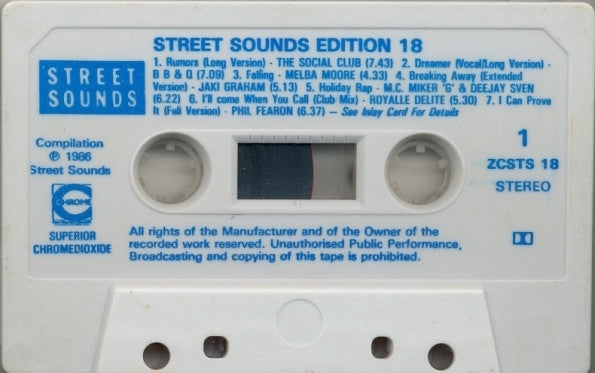 STREET SOUNDS EDITION 18
1. Rumors (Long Version) - THE SOCIAL CLUB (7.43) 2. Dreamer (Vocal/Long Version) -
B B & Q (7.09) 3. Falling - MELBA MOORE (4.33) 4. Breaking Away (Extended
Version) - JAKI GRAHAM (5.13) 5. Holiday Rap - M.C. MIKER 'G' & DEEJAY SVEN
(6.22) 6. I'll come When You Call (Club Mix) - ROYALLE DELITE (5.30) 7. I Can Prove
It (Full Version) - PHIL FEARON (6.37) — See Inlay Card For Details
STREET
SOUNDS
Compilation
℗ 1986
Street Sounds
CHROME
SUPERIOR
CHROMEDIOXIDE
1
ZCSTS 18
STEREO
All rights of the Manufacturer and of the Owner of the
recorded work reserved. Unauthorised Public Performance,
Broadcasting and copying of this tape is prohibited.